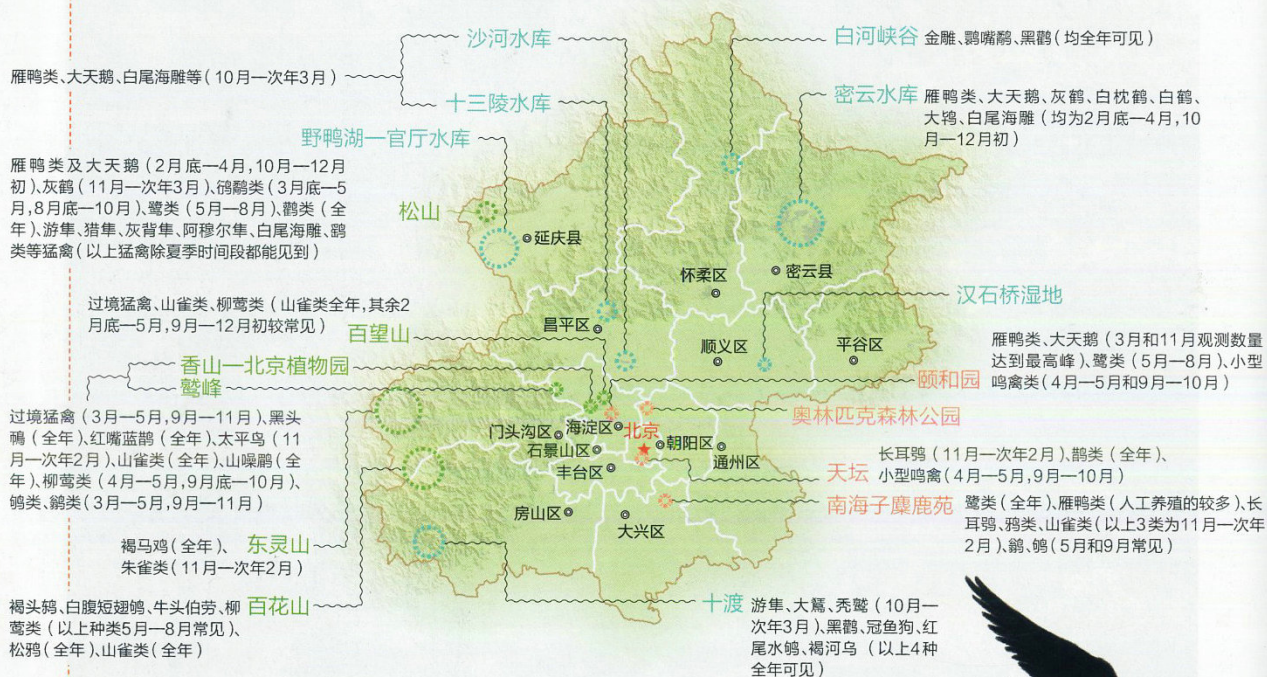 沙河水库
雁鸭类、大天鹅、白尾海雕等(10月—次年3月)
十三陵水库
野鸭湖—官厅水库
雁鸭类及大天鹅(2月底—4月,10月—12月
初)、灰鹤(11月—次年3月)、鸻鹬类(3月底—5
月,8月底—10月)、鹭类(5月—8月)、鹳类(全
年)、游隼、猎隼、灰背隼、阿穆尔隼、白尾海雕、鹞
类等猛禽(以上猛禽除夏季时间段都能见到)
松山
白河峡谷
金雕、鹮嘴鹬、黑鹳(均全年可见)
密云水库
雁鸭类、大天鹅、灰鹤、白枕鹤、白鹤、
大鸨、白尾海雕(均为2月底—4月,10
月—12月初)
延庆县
怀柔区
密云县
昌平区
顺义区
平谷区
汉石桥湿地
雁鸭类、大天鹅(3月和11月观测数量
达到最高峰)、鹭类(5月—8月)、小型
鸣禽类(4月—5月和9月—10月)
过境猛禽、山雀类、柳莺类(山雀类全年,其余2
月底—5月,9月—12月初较常见)
百望山
香山—北京植物园
鹫峰
过境猛禽(3月—5月,9月—11月)、黑头
䴓(全年)、红嘴蓝鹊(全年)、太平鸟(11
月—次年2月)、山雀类(全年)、山噪鹛(全
年)、柳莺类(4月—5月,9月底—10月)、
鸲类、鹟类(3月—5月,9月—11月)
颐和园
奥林匹克森林公园
门头沟区
海淀区
北京
朝阳区
石景山区
通州区
丰台区
房山区
大兴区
天坛
长耳鸮(11月—次年2月)、鹊类(全年)、
小型鸣禽(4月—5月,9月—10月)
南海子麋鹿苑
鹭类(全年)、雁鸭类(人工养殖的较多)、长
耳鸮、鸦类、山雀类(以上3类为11月—次年
2月)、鹟、鸲(5月和9月常见)
东灵山
褐马鸡(全年)、
朱雀类(11月—次年2月)
百花山
褐头鸫、白腹短翅鸲、牛头伯劳、柳
莺类(以上种类5月—8月常见)、
松鸦(全年)、山雀类(全年)
十渡
游隼、大鵟、秃鹫(10月—
次年3月)、黑鹳、冠鱼狗、红
尾水鸲、褐河乌(以上4种
全年可见)